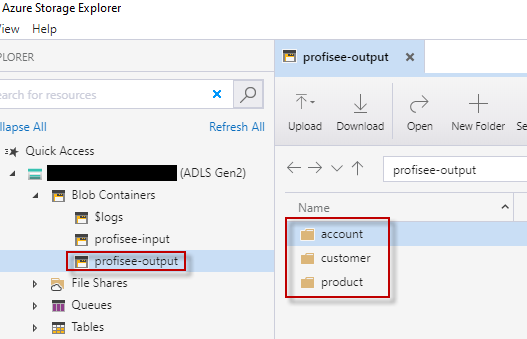 Azure Storage Explorer
View Help
PLORER
Search for resources
Collapse All Refresh All
Quick Access
(ADLS Gen2)
Blob Containers
$logs
profisee-input
profisee-output
File Shares
Queues
Tables
profisee-output
Upload Download Open New Folder Se
profisee-output
Name
account
customer
product